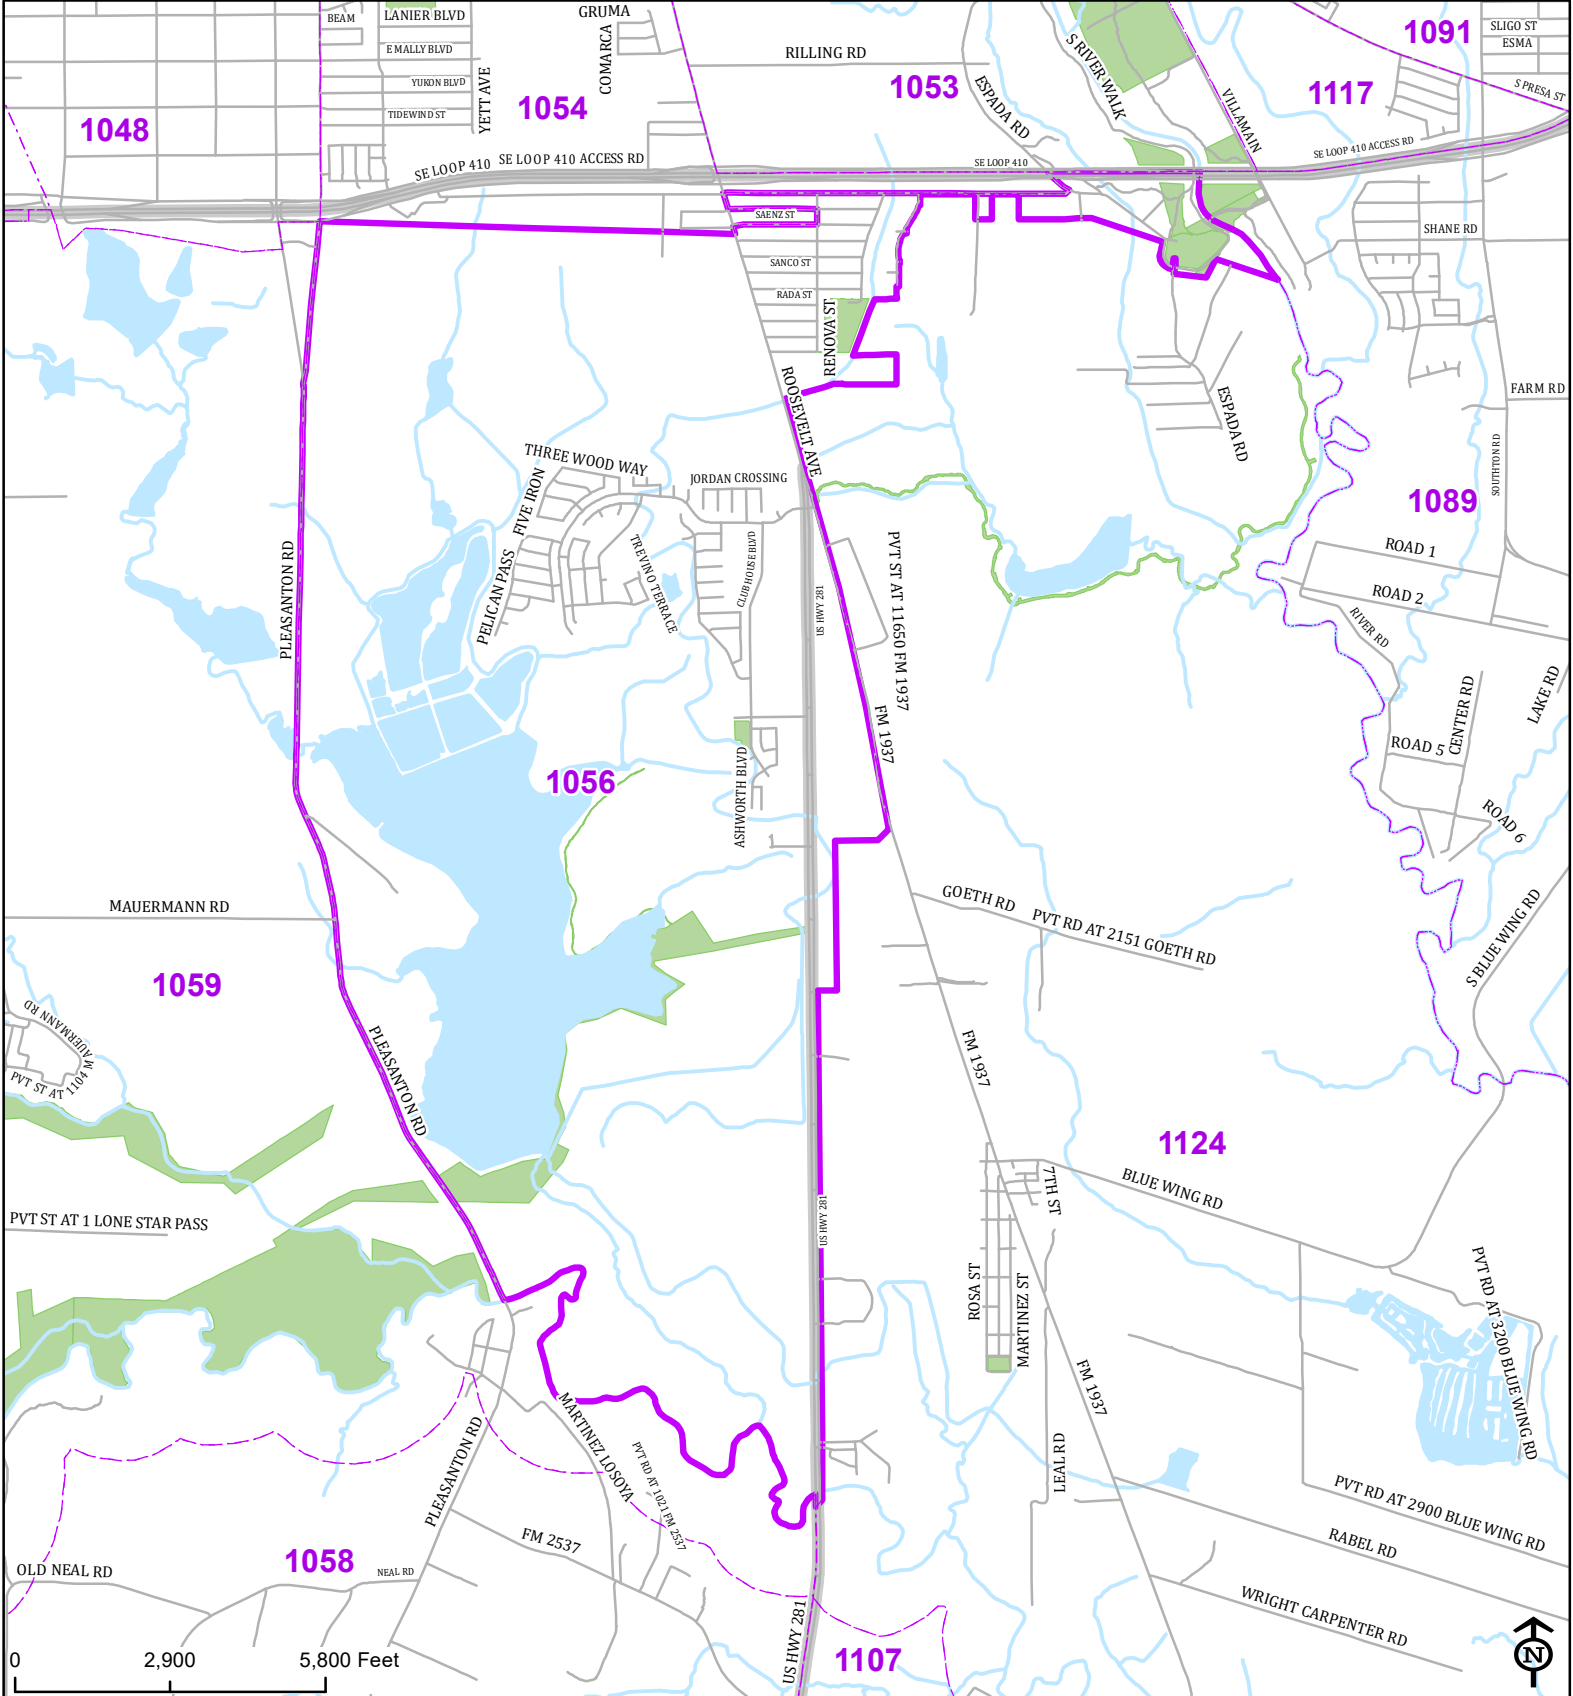 BEAM
LANIER BLVD
GRUMA
COMARCA
E MALLY BLVD
YUKON BLVD
YETT AVE
TIDEWIND ST
1048
1054
RILLING RD
1053
ESPADA RD
S RIVER WALK
VILLAMAIN
1117
1091
SLIGO ST
ESMA
S PRESA ST
SE LOOP 410
SE LOOP 410 ACCESS RD
SE LOOP 410
SE LOOP 410 ACCESS RD
SAENZ ST
SANCO ST
RADA ST
RENOVA ST
SHANE RD
ROOSEVELT AVE
ESPADA RD
FARM RD
SOUTHTON RD
1089
THREE WOOD WAY
FIVE IRON
JORDAN CROSSING
PELICAN PASS
TREVINO TERRACE
CLUB HOUSE BLVD
US HWY 281
PVT ST AT 11650 FM 1937
FM 1937
PLEASANTON RD
ROAD 1
ROAD 2
RIVER RD
CENTER RD
LAKE RD
ROAD 5
ROAD 6
1056
ASHWORTH BLVD
MAUERMANN RD
GOETH RD
PVT RD AT 2151 GOETH RD
S BLUE WING RD
1059
MAUERMANN RD
PVT ST AT 1104
PLEASANTON RD
FM 1937
1124
BLUE WING RD
7TH ST
PVT ST AT 1 LONE STAR PASS
US HWY 281
ROSA ST
MARTINEZ ST
PVT RD AT 3200 BLUE WING RD
FM 1937
MARTINEZ LOSOYA
PLEASANTON RD
PVT RD AT 1021 FM 2537
LEAL RD
PVT RD AT 2900 BLUE WING RD
FM 2537
RABEL RD
1058
OLD NEAL RD
NEAL RD
WRIGHT CARPENTER RD
US HWY 281
1107
0 2,900 5,800 Feet
N